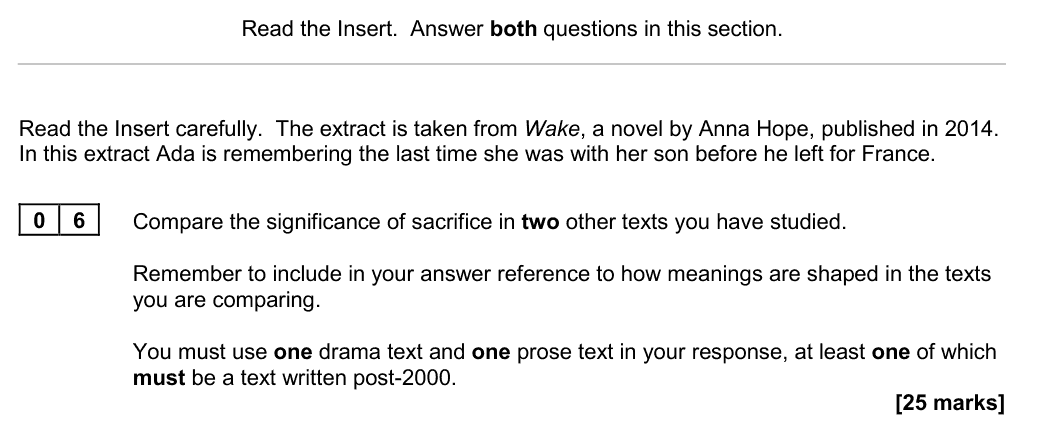 Read the Insert. Answer both questions in this section.
Read the Insert carefully. The extract is taken from Wake, a novel by Anna Hope, published in 2014.
In this extract Ada is remembering the last time she was with her son before he left for France.
0 6 Compare the significance of sacrifice in two other texts you have studied.
Remember to include in your answer reference to how meanings are shaped in the texts
you are comparing.
You must use one drama text and one prose text in your response, at least one of which
must be a text written post-2000.
[25 marks]